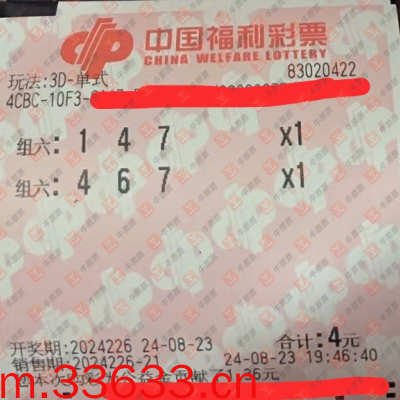 中国福利彩票
CHINA WELFARE LOTTERY
玩法:3D-单式 83020422
4CBC-10F3-
组六: 1 4 7 x1
组六: 4 6 7 x1
开奖期:2024226 24-08-23 合计:4元
销售期:2024226-21 24-08-23 19:46:40
m.33633.cn